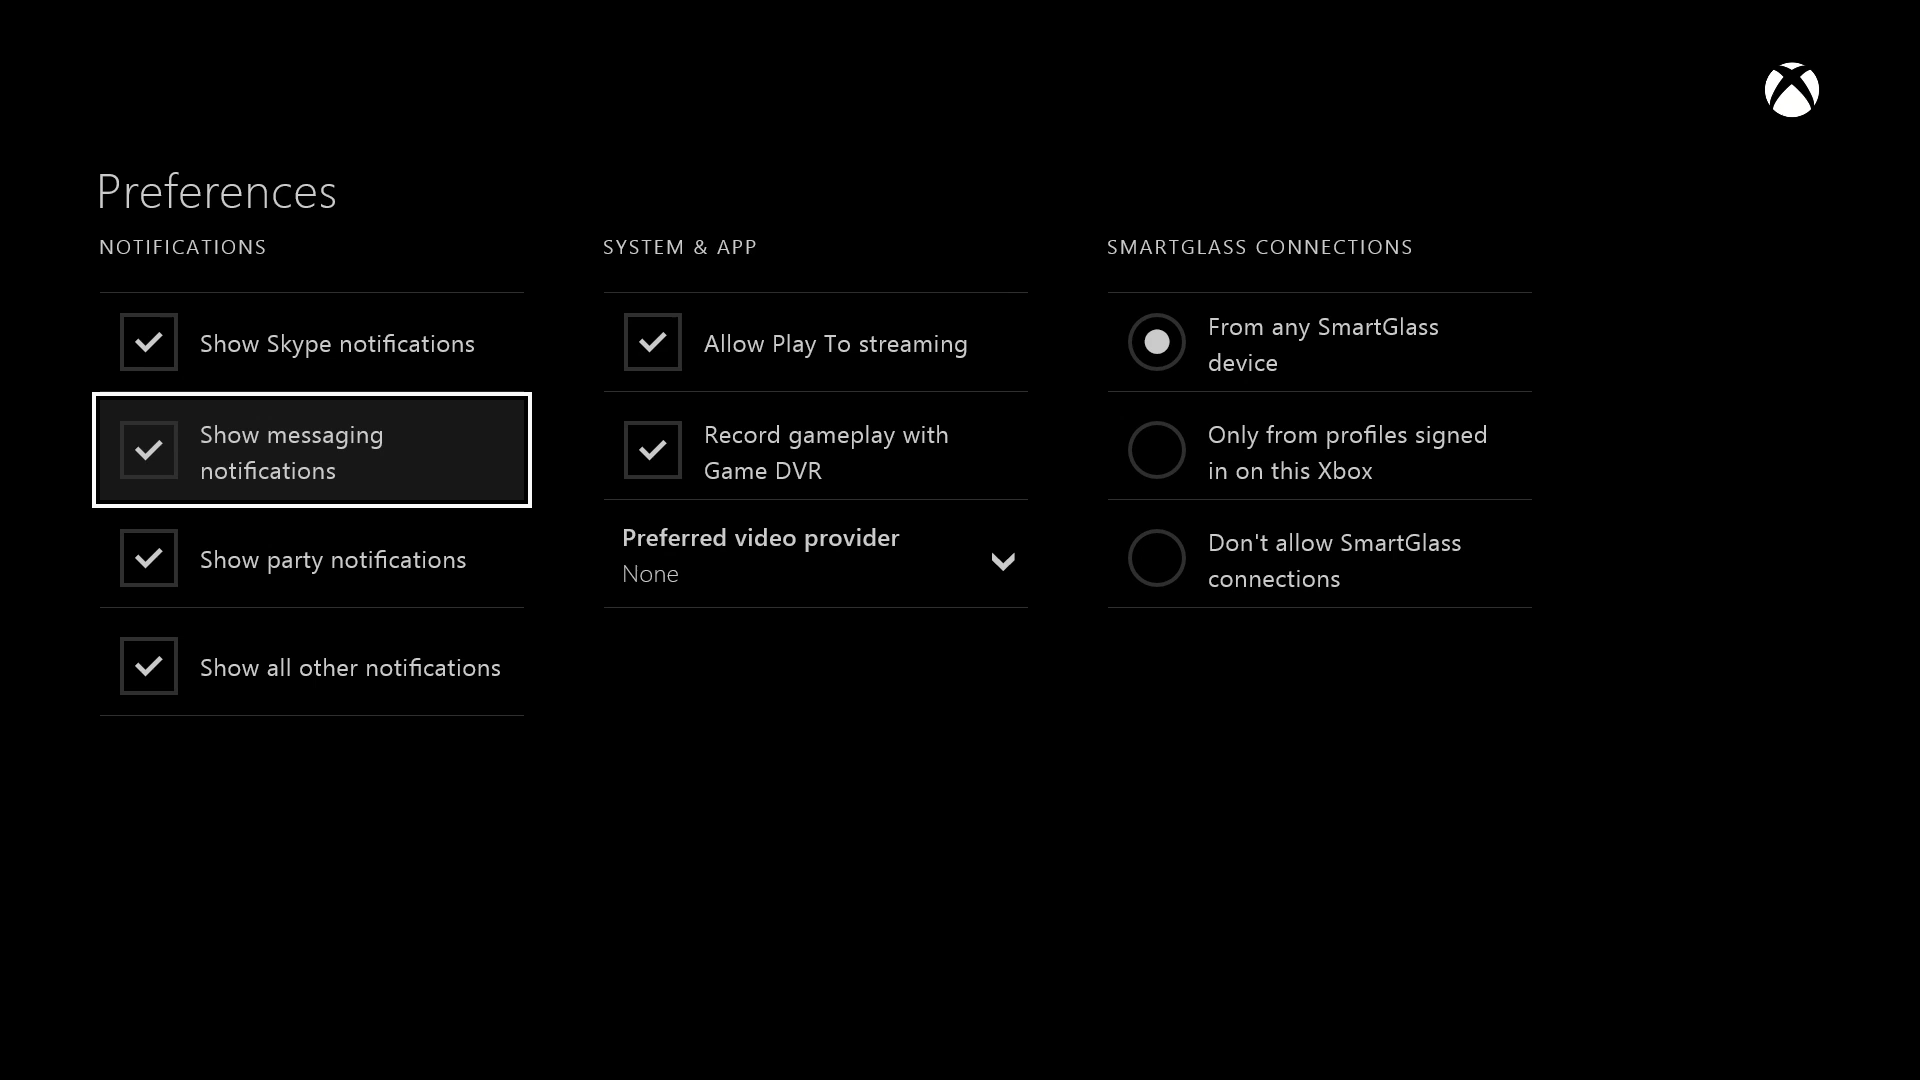 Preferences
NOTIFICATIONS
Show Skype notifications
Show messaging
notifications
Show party notifications
Show all other notifications
SYSTEM & APP
Allow Play To streaming
Record gameplay with
Game DVR
Preferred video provider
None
SMARTGLASS CONNECTIONS
From any SmartGlass
device
Only from profiles signed
in on this Xbox
Don't allow SmartGlass
connections